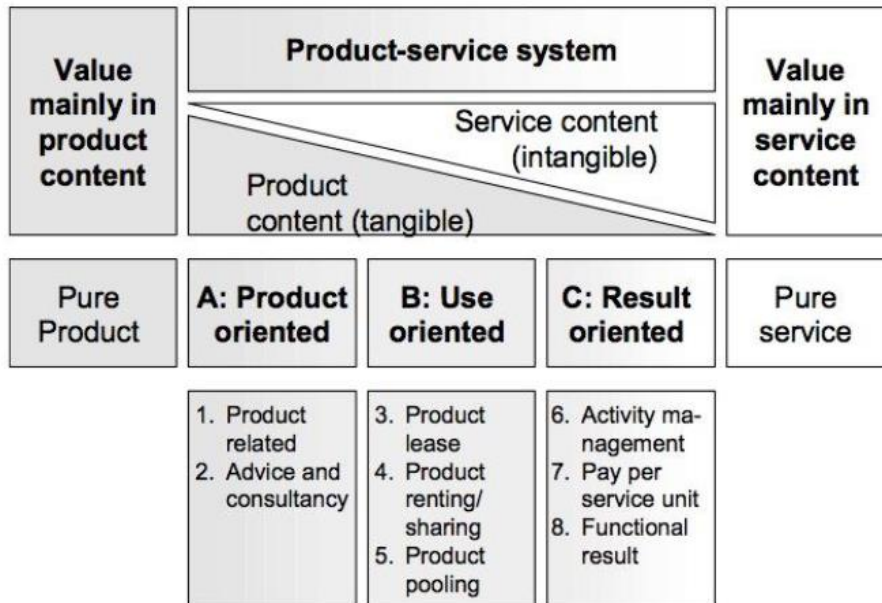 Value
mainly in
product
content
Product-service system
Service content
(intangible)
Product
content (tangible)
Value
mainly in
service
content
Pure
Product
A: Product
oriented
B: Use
oriented
C: Result
oriented
Pure
service
1. Product
related
2. Advice and
consultancy
3. Product
lease
4. Product
renting/
sharing
5. Product
pooling
6. Activity ma-
nagement
7. Pay per
service unit
8. Functional
result